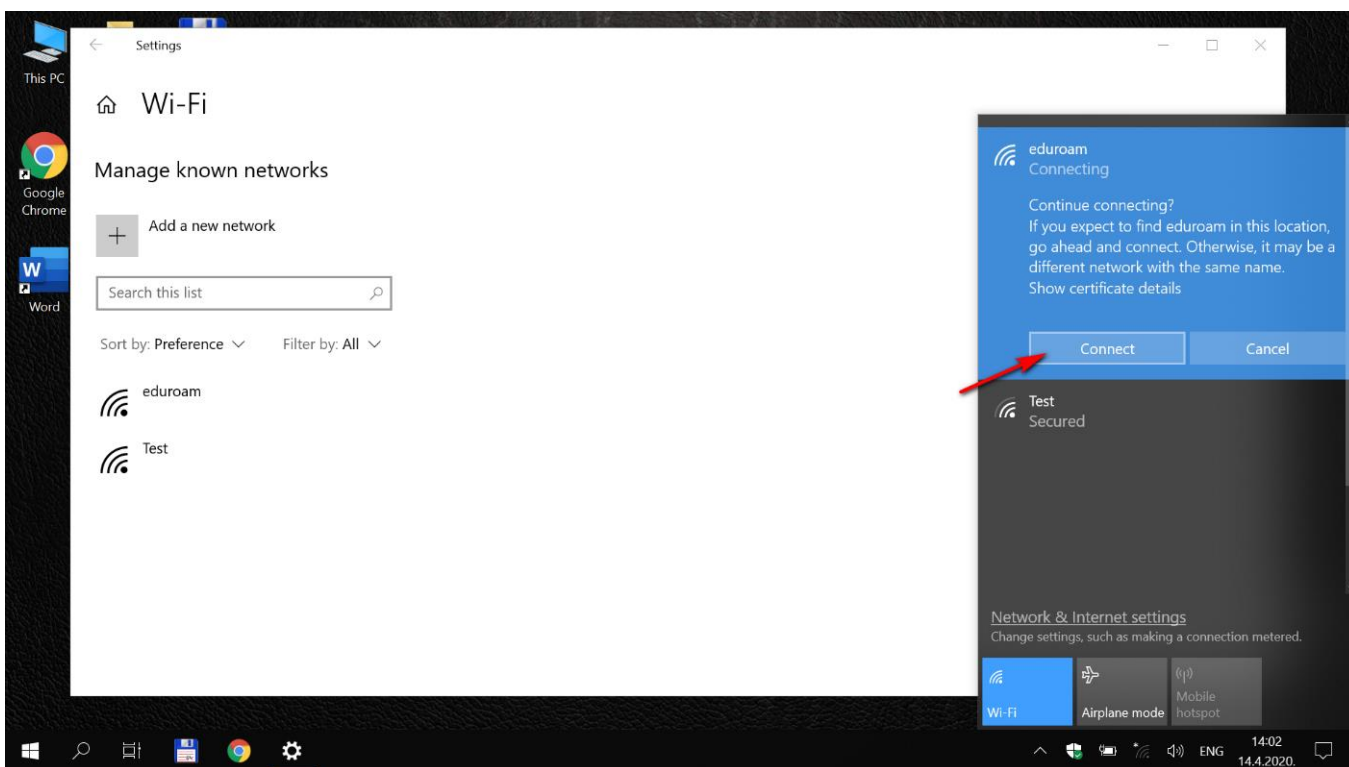 This PC
Google
Chrome
W
Word
Settings
Wi-Fi
Manage known networks
Add a new network
Search this list
Sort by: Preference
Filter by: All
eduroam
Test
eduroam
Connecting
Continue connecting?
If you expect to find eduroam in this location,
go ahead and connect. Otherwise, it may be a
different network with the same name.
Show certificate details
Connect
Cancel
Test
Secured
Network & Internet settings
Change settings, such as making a connection metered.
Wi-Fi
Airplane mode
Mobile
hotspot
ENG
14:02
14.4.2020.